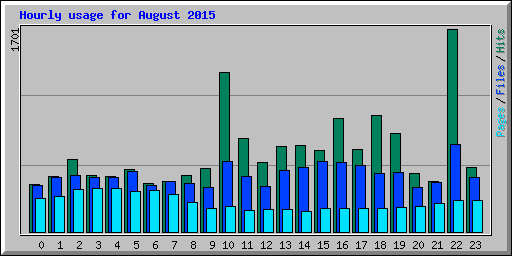 Hourly usage for August 2015
1701
Pages/Files/Hits
0 1 2 3 4 5 6 7 8 9 10 11 12 13 14 15 16 17 18 19 20 21 22 23